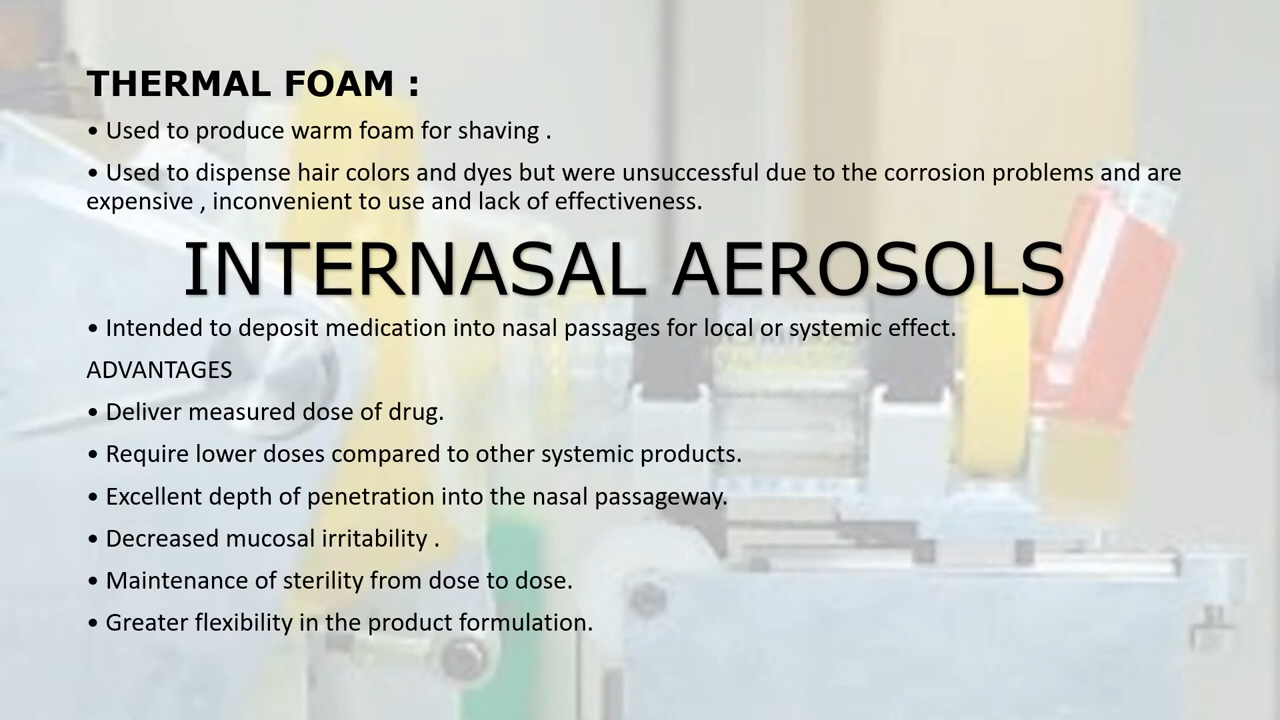 THERMAL FOAM :
• Used to produce warm foam for shaving .
• Used to dispense hair colors and dyes but were unsuccessful due to the corrosion problems and are
expensive , inconvenient to use and lack of effectiveness.
INTERNASAL AEROSOLS
• Intended to deposit medication into nasal passages for local or systemic effect.
ADVANTAGES
• Deliver measured dose of drug.
• Require lower doses compared to other systemic products.
• Excellent depth of penetration into the nasal passageway.
• Decreased mucosal irritability .
• Maintenance of sterility from dose to dose.
• Greater flexibility in the product formulation.